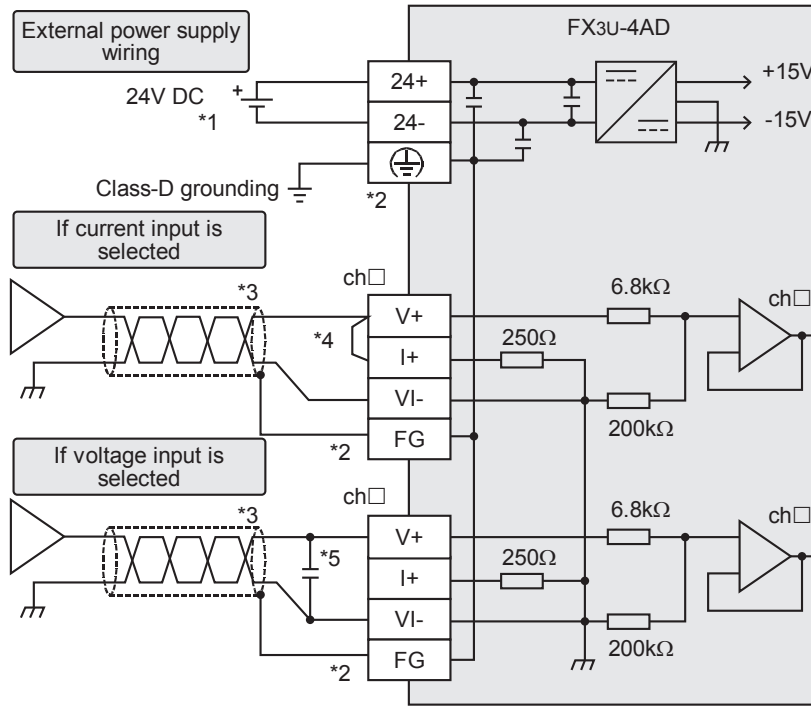 External power supply
wiring
FX3U-4AD
24V DC
+
*1
24+
24-
+15V
-15V
Class-D grounding
*2
If current input is
selected
ch□
*3
*4
V+
I+
VI-
FG
*2
6.8kΩ
250Ω
200kΩ
ch□
If voltage input is
selected
ch□
*3
*5
V+
I+
VI-
FG
*2
6.8kΩ
250Ω
200kΩ
ch□